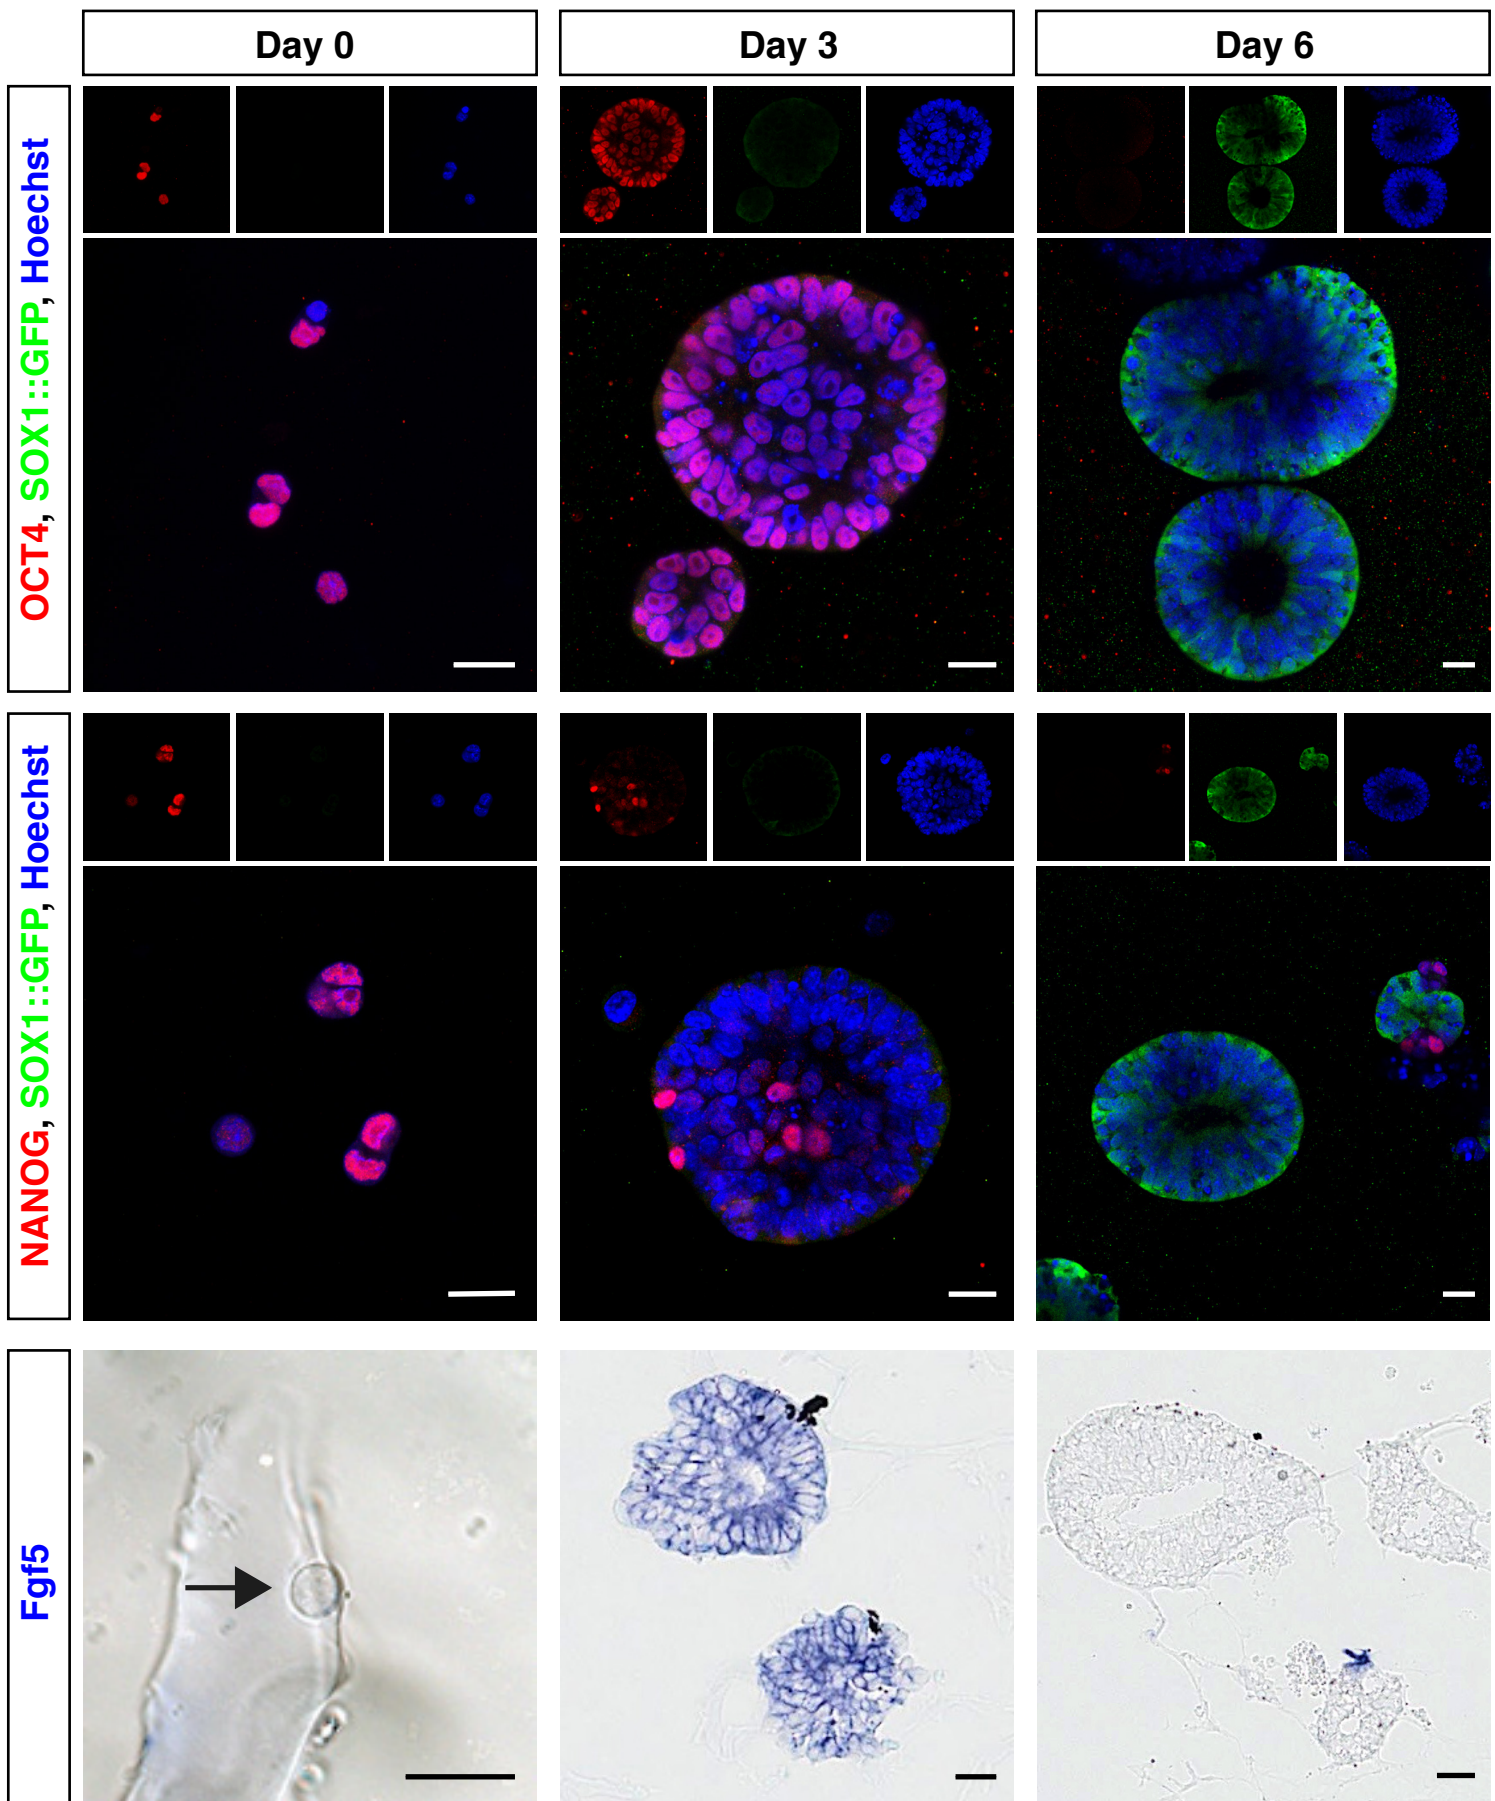 Day 0
Day 3
Day 6
OCT4, SOX1::GFP, Hoechst
NANOG, SOX1::GFP, Hoechst
Fgf5